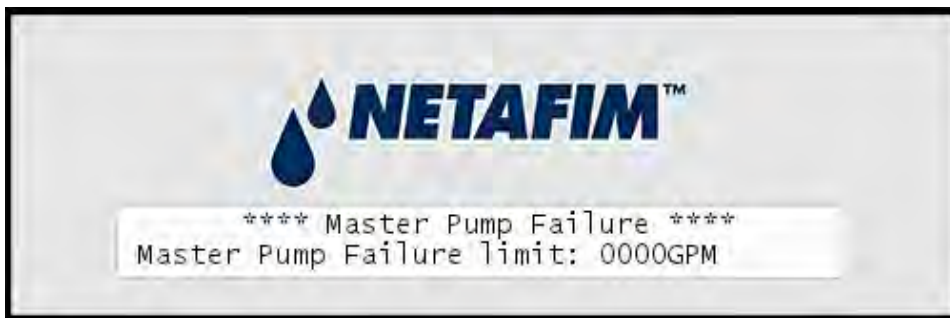 NETAFIM™
**** Master Pump Failure ****
Master Pump Failure limit: 0000GPM